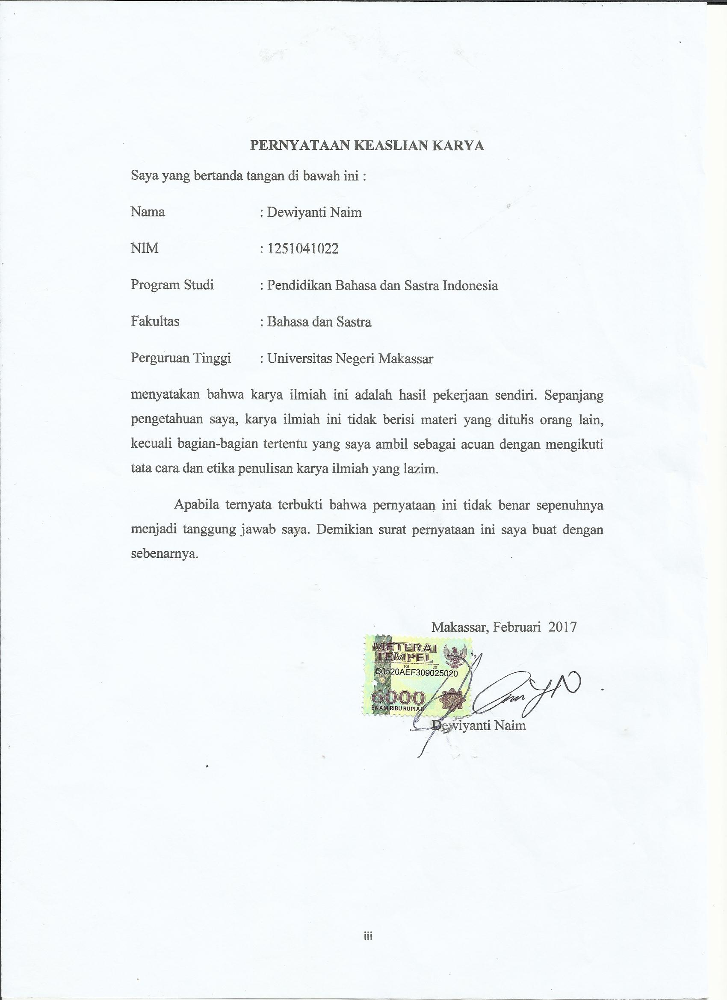 PERNYATAAN KEASLIAN KARYA
Saya yang bertanda tangan di bawah ini :
Nama : Dewiyanti Naim
NIM : 1251041022
Program Studi : Pendidikan Bahasa dan Sastra Indonesia
Fakultas : Bahasa dan Sastra
Perguruan Tinggi : Universitas Negeri Makassar
menyatakan bahwa karya ilmiah ini adalah hasil pekerjaan sendiri. Sepanjang
pengetahuan saya, karya ilmiah ini tidak berisi materi yang ditulis orang lain,
kecuali bagian-bagian tertentu yang saya ambil sebagai acuan dengan mengikuti
tata cara dan etika penulisan karya ilmiah yang lazim.
Apabila ternyata terbukti bahwa pernyataan ini tidak benar sepenuhnya
menjadi tanggung jawab saya. Demikian surat pernyataan ini saya buat dengan
sebenarnya.
Makassar, Februari 2017
METERAI
TEMPEL
TGL. 20
C0520AEF309025020
6000
ENAM RIBU RUPIAH
Dewiyanti Naim
iii